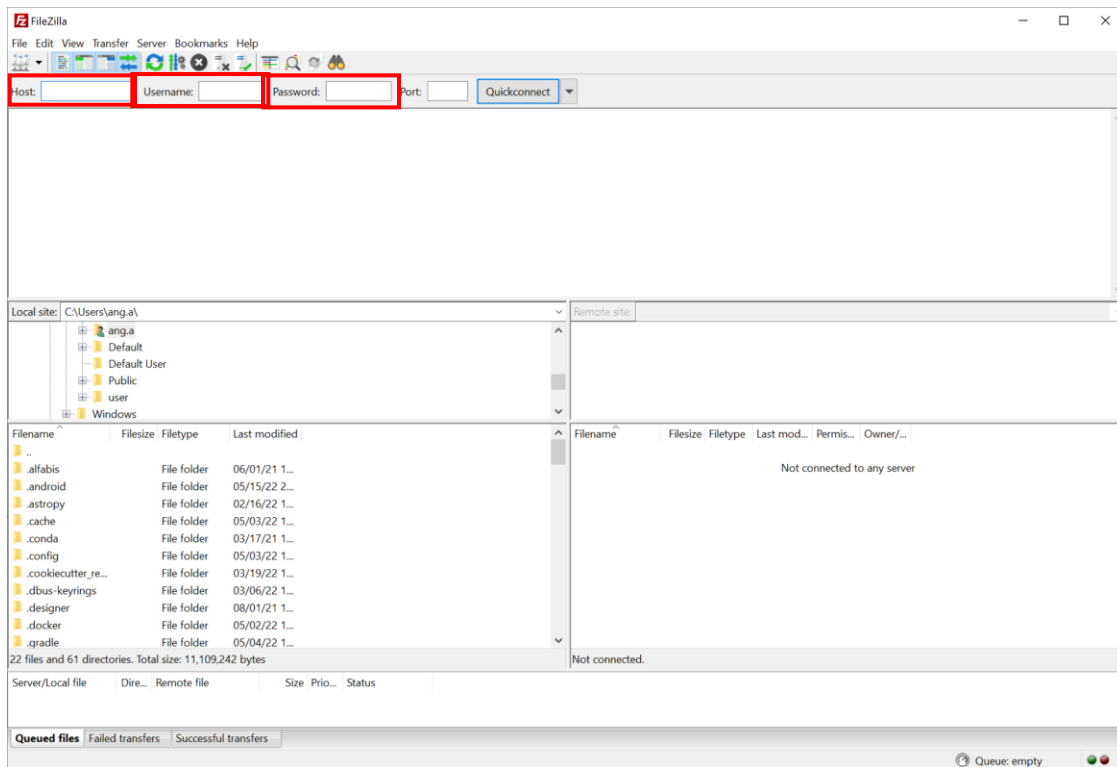 FileZilla
File Edit View Transfer Server Bookmarks Help
Host: Username: Password: Port: Quickconnect
Local site: C:\Users\ang.a\ Remote site:
ang.a
Default
Default User
Public
user
Windows
Filename Filesize Filetype Last modified Filename Filesize Filetype Last mod... Permis... Owner/...
..
.alfabis File folder 06/01/21 1...
Not connected to any server
.android File folder 05/15/22 2...
.astropy File folder 02/16/22 1...
.cache File folder 05/03/22 1...
.conda File folder 03/17/21 1...
.config File folder 05/03/22 1...
.cookiecutter_re... File folder 03/19/22 1...
.dbus-keyrings File folder 03/06/22 1...
.designer File folder 08/01/21 1...
.docker File folder 05/02/22 1...
.gradle File folder 05/04/22 1...
22 files and 61 directories. Total size: 11,109,242 bytes Not connected.
Server/Local file Dire... Remote file Size Prio... Status
Queued files Failed transfers Successful transfers
Queue: empty